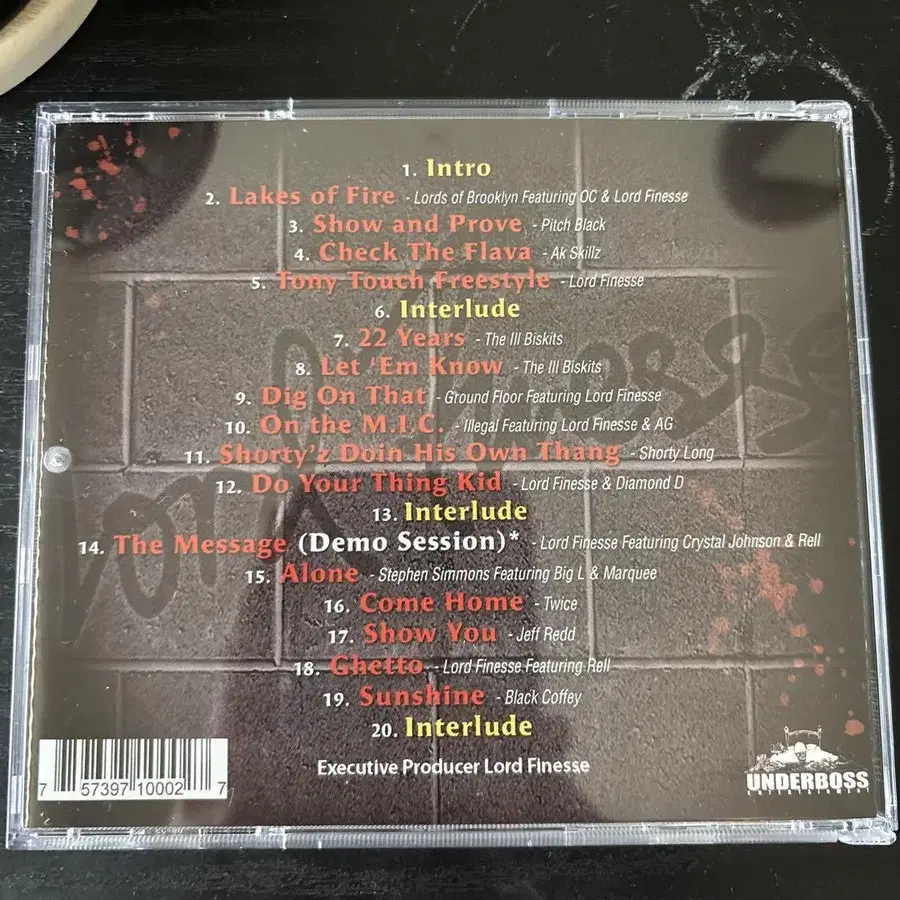 1. Intro
2. Lakes of Fire - Lords of Brooklyn Featuring OC & Lord Finesse
3. Show and Prove - Pitch Black
4. Check The Flava - Ak Skillz
5. Tony Touch Freestyle - Lord Finesse
6. Interlude
7. 22 Years - The Ill Biskits
8. Let 'Em Know - The Ill Biskits
9. Dig On That - Ground Floor Featuring Lord Finesse
10. On the M.I.C. - Illegal Featuring Lord Finesse & AG
11. Shorty'z Doin His Own Thang - Shorty Long
12. Do Your Thing Kid - Lord Finesse & Diamond D
13. Interlude
14. The Message (Demo Session)* - Lord Finesse Featuring Crystal Johnson & Rell
15. Alone - Stephen Simmons Featuring Big L & Marquee
16. Come Home - Twice
17. Show You - Jeff Redd
18. Ghetto - Lord Finesse Featuring Rell
19. Sunshine - Black Coffey
20. Interlude
Executive Producer Lord Finesse
7 57397 10002 7
UNDERBOSS
ENTERTAINMENT
Lord Finesse